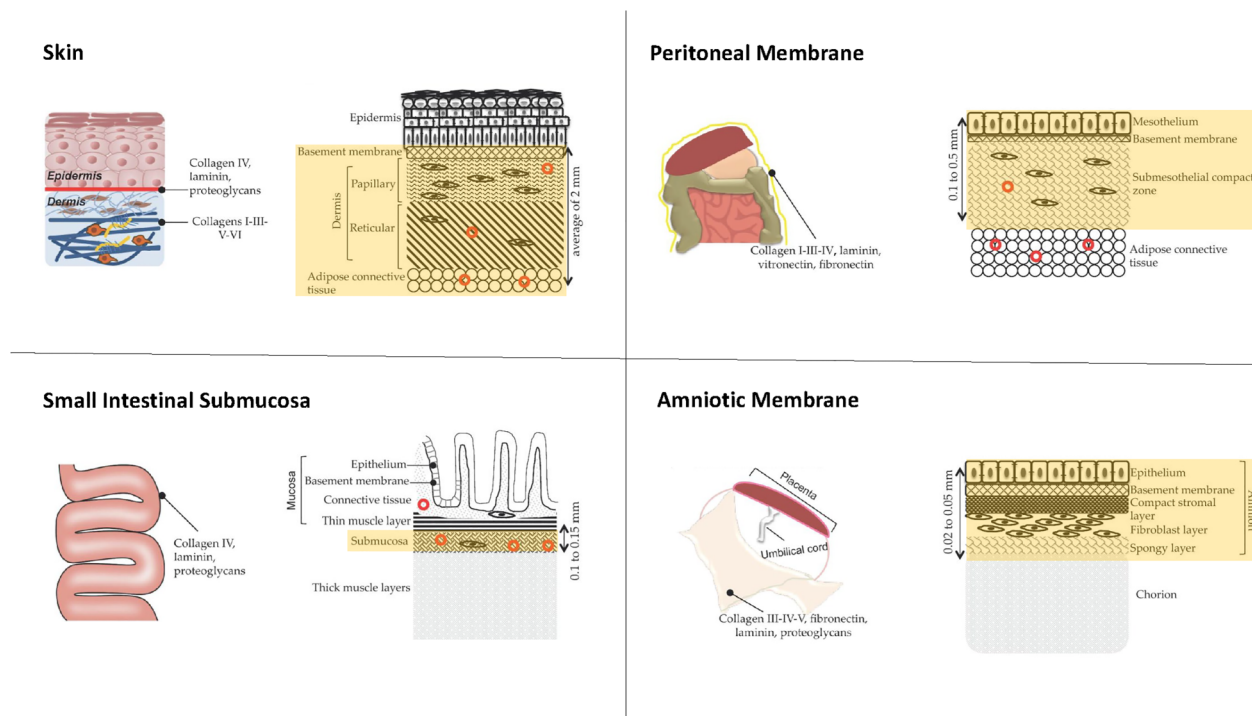 Skin
Epidermis
Dermis
Collagen IV,
laminin,
proteoglycans
Collagens I-III-
V-VI
Epidermis
Basement membrane
Dermis
Papillary
Reticular
Adipose connective
tissue
average of 2 mm
Peritoneal Membrane
Collagen I-III-IV, laminin,
vitronectin, fibronectin
0.1 to 0.5 mm
Mesothelium
Basement membrane
Submesothelial compact
zone
Adipose connective
tissue
Small Intestinal Submucosa
Collagen IV,
laminin,
proteoglycans
Mucosa
Epithelium
Basement membrane
Connective tissue
Thin muscle layer
Submucosa
Thick muscle layers
0.1 to 0.15 mm
Amniotic Membrane
Placenta
Umbilical cord
Collagen III-IV-V, fibronectin,
laminin, proteoglycans
0.02 to 0.05 mm
Epithelium
Basement membrane
Compact stromal
layer
Fibroblast layer
Spongy layer
Chorion